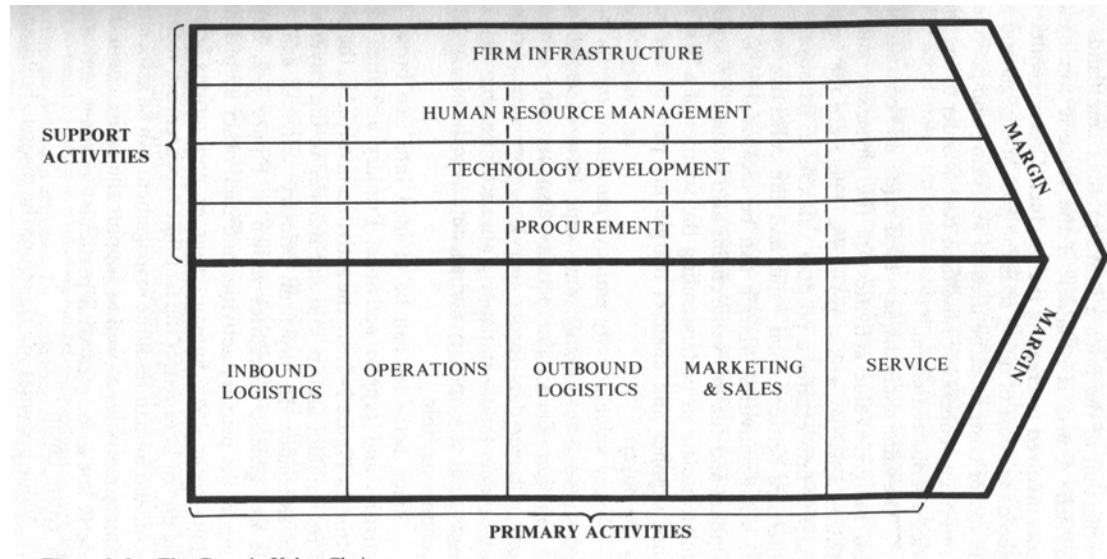 FIRM INFRASTRUCTURE
HUMAN RESOURCE MANAGEMENT
SUPPORT
ACTIVITIES
TECHNOLOGY DEVELOPMENT
PROCUREMENT
MARGIN
INBOUND
LOGISTICS
OPERATIONS
OUTBOUND
LOGISTICS
MARKETING
& SALES
SERVICE
MARGIN
PRIMARY ACTIVITIES